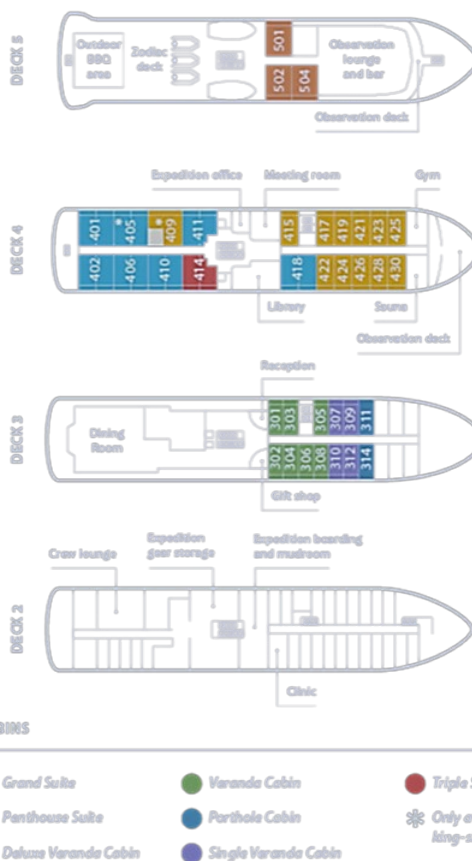 DECK 5
Outdoor
BBQ
area
Zodiac
deck
501
502 504
Observation
lounge
and bar
Observation deck
DECK 4
Expedition office
Meeting room
Gym
401 405 409 411
402 406 410 414
415 417 419 421 423 425
418 422 424 426 428 430
Library
Sauna
Observation deck
DECK 3
Reception
Dining
Room
301 303 305 307 309 311
302 304 306 308 310 312 314
Gift shop
DECK 2
Crew lounge
Expedition
gear storage
Expedition boarding
and mudroom
Clinic
BINS
Grand Suite
Veranda Cabin
Triple S
Penthouse Suite
Porthole Cabin
* Only a
king-s
Deluxe Veranda Cabin
Single Veranda Cabin